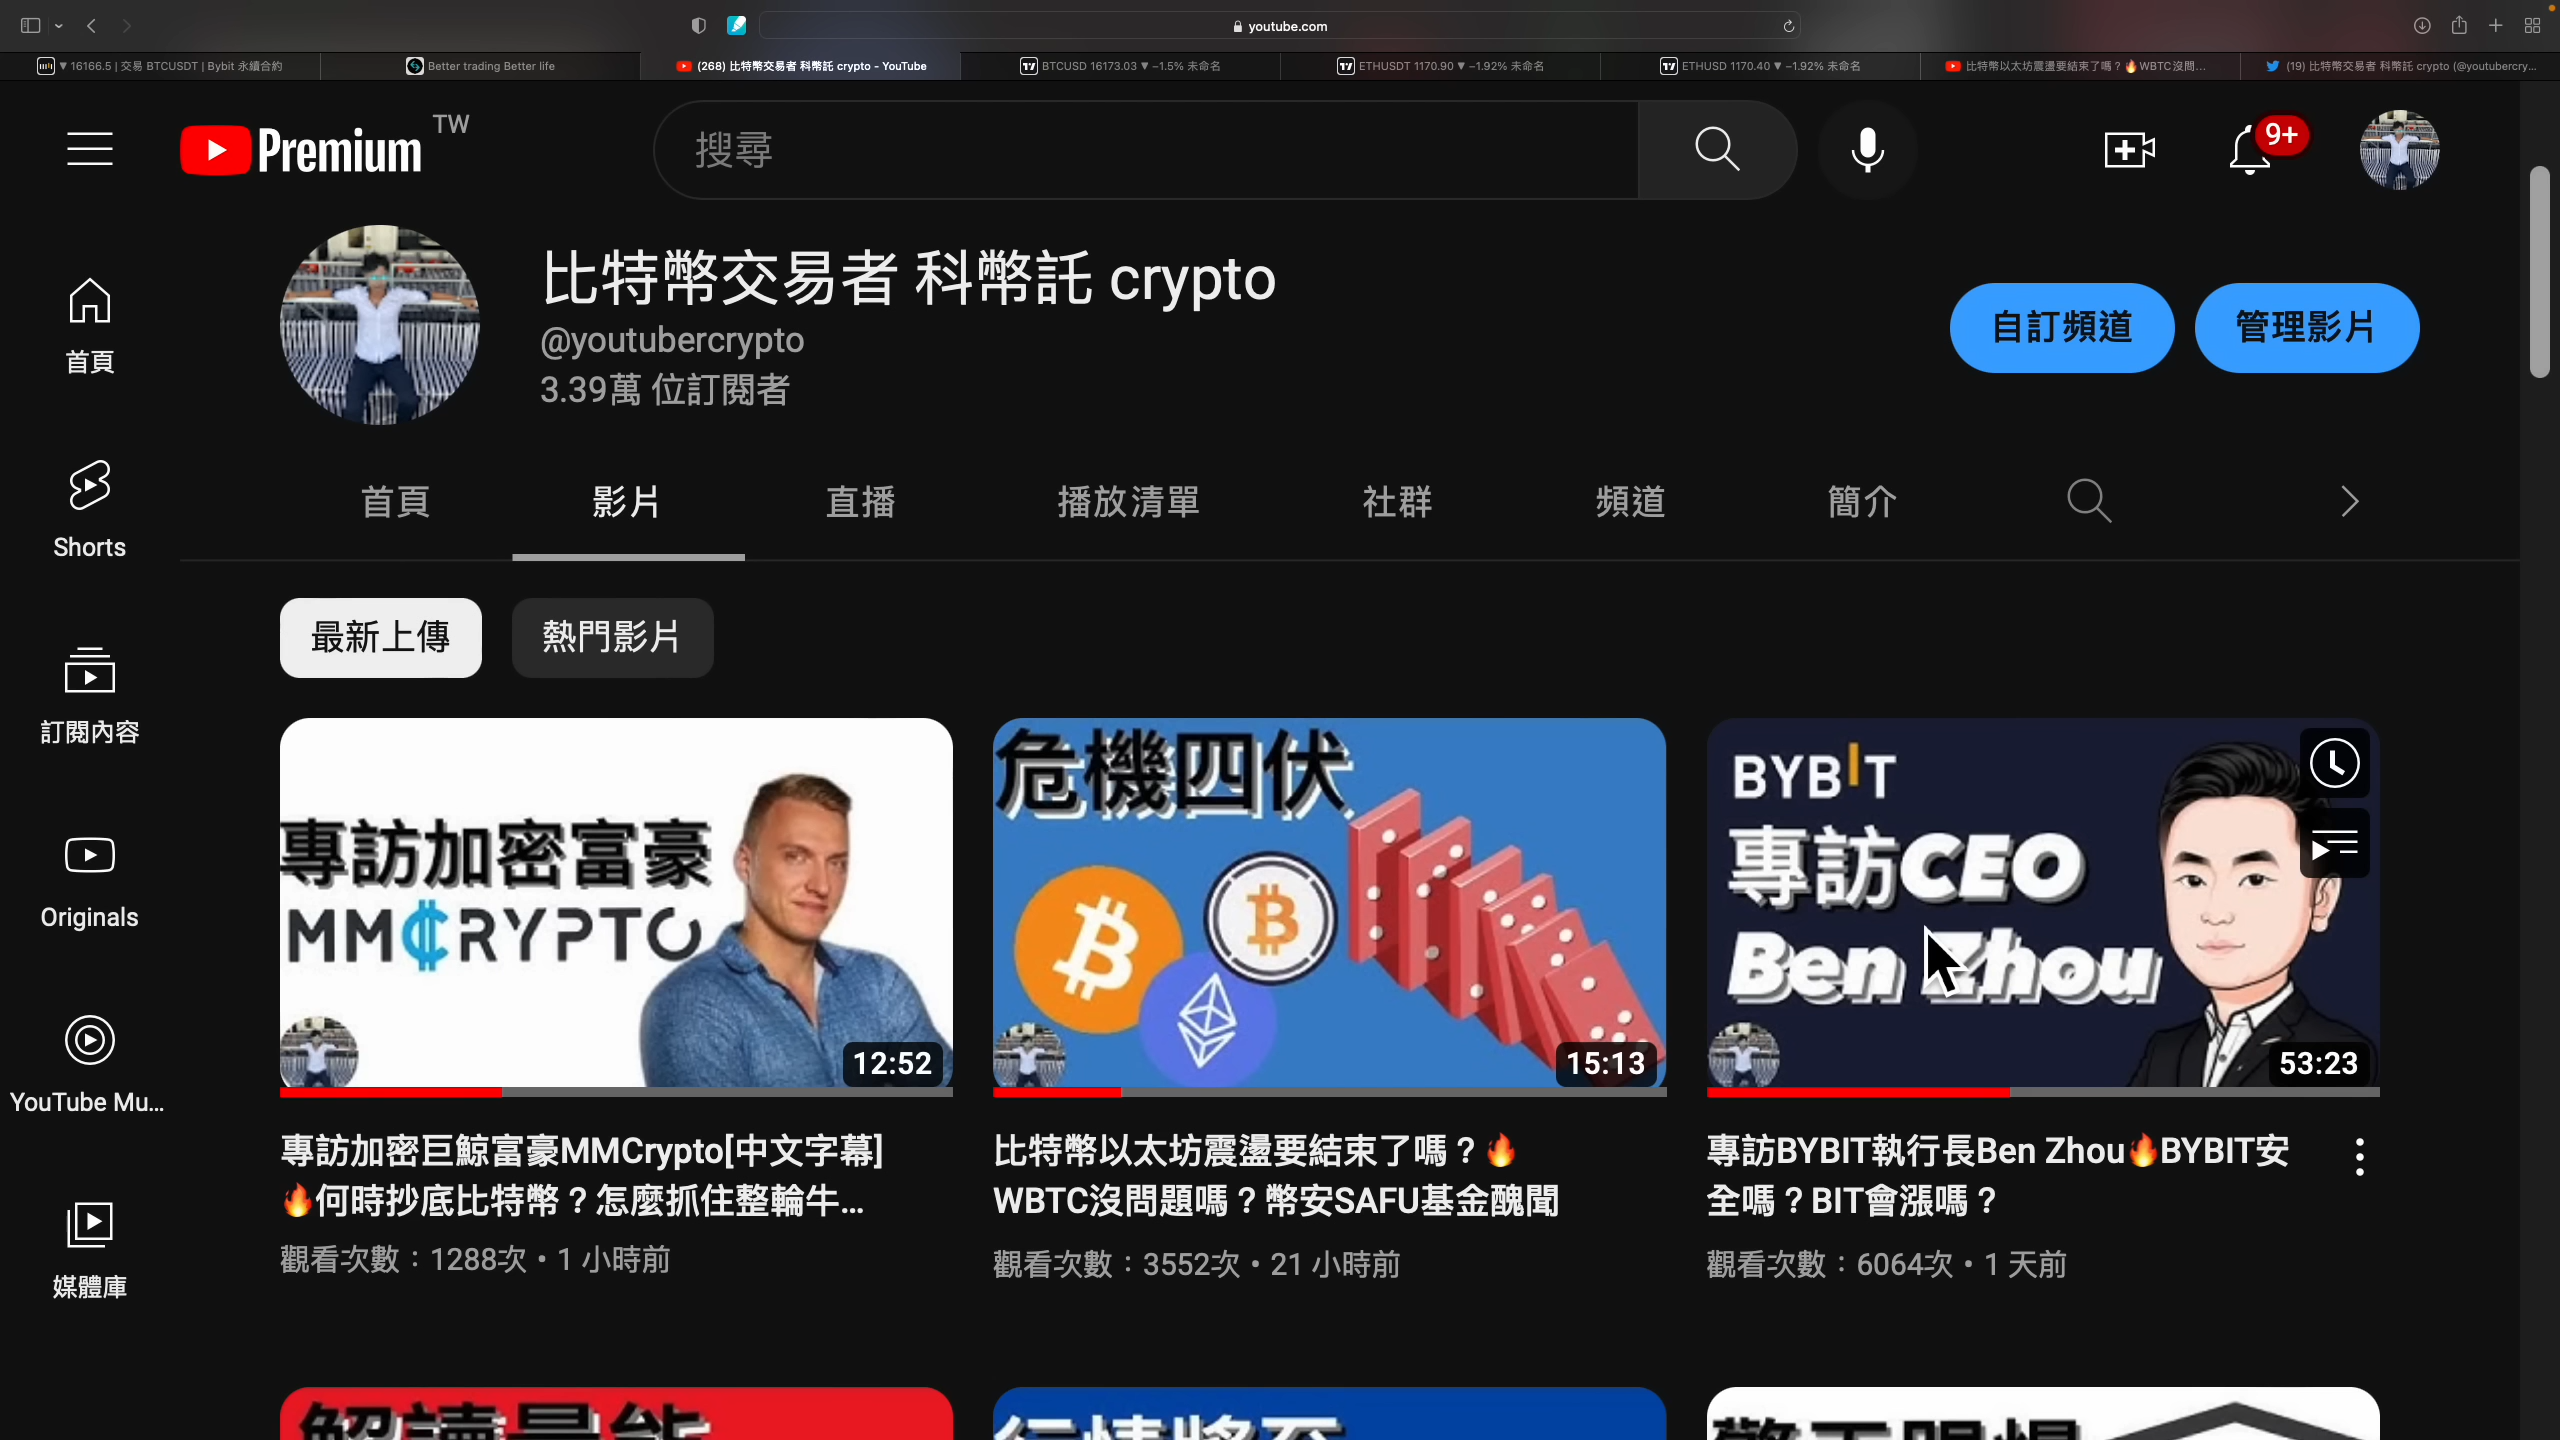 youtube.com
▼ 16166.5 | 交易 BTCUSDT | Bybit 永續合約
Better trading Better life
(268) 比特幣交易者 科幣託 crypto - YouTube
BTCUSD 16173.03 ▼ −1.5% 未命名
ETHUSDT 1170.90 ▼ −1.92% 未命名
ETHUSD 1170.40 ▼ −1.92% 未命名
比特幣以太坊震盪要結束了嗎？🔥WBTC沒問...
(19) 比特幣交易者 科幣託 crypto (@youtubercry...
Premium
TW
搜尋
9+
比特幣交易者 科幣託 crypto
@youtubercrypto
3.39萬 位訂閱者
自訂頻道
管理影片
首頁
Shorts
訂閱內容
Originals
YouTube Mu...
媒體庫
首頁
影片
直播
播放清單
社群
頻道
簡介
最新上傳
熱門影片
專訪加密富豪
MMCRYPTO
12:52
專訪加密巨鯨富豪MMCrypto[中文字幕]
🔥何時抄底比特幣？怎麼抓住整輪牛...
觀看次數：1288次 • 1 小時前
危機四伏
15:13
比特幣以太坊震盪要結束了嗎？🔥
WBTC沒問題嗎？幣安SAFU基金醜聞
觀看次數：3552次 • 21 小時前
BYBIT
專訪CEO
Ben Zhou
53:23
專訪BYBIT執行長Ben Zhou🔥BYBIT安
全嗎？BIT會漲嗎？
觀看次數：6064次 • 1 天前
行情將至